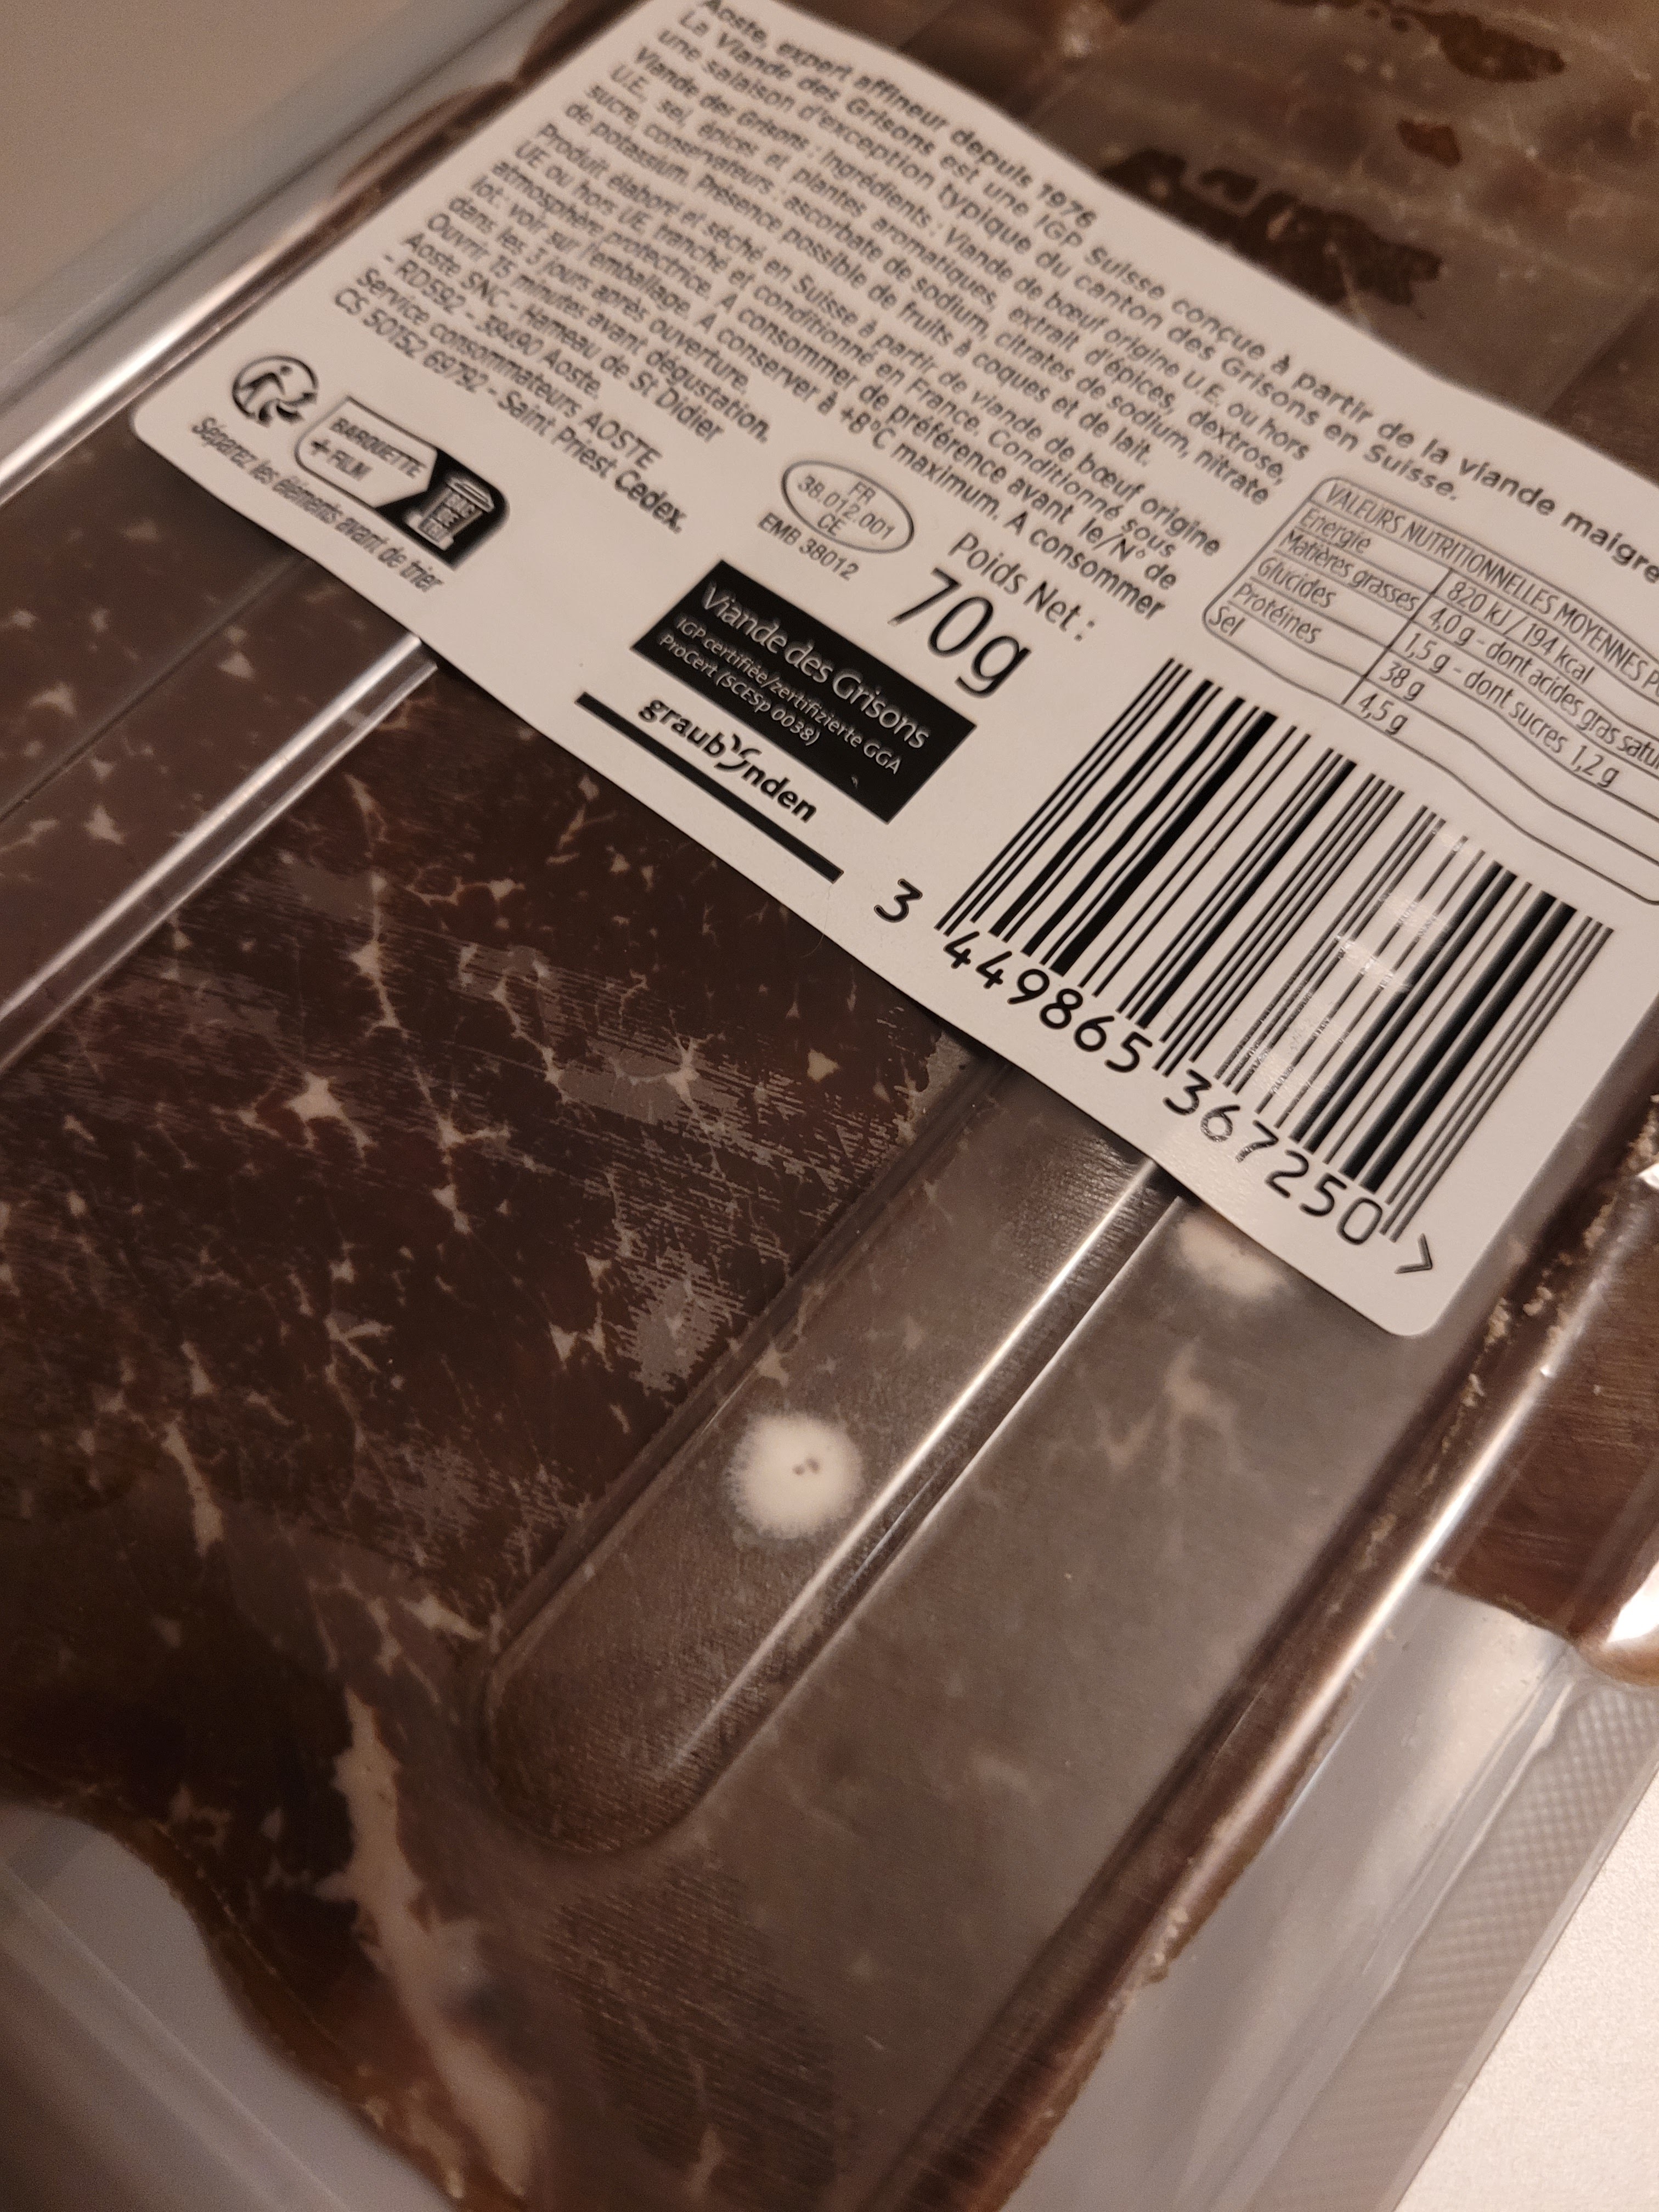 Aoste, expert affineur depuis 1976
La Viande des Grisons est une IGP Suisse conçue à partir de la viande maigre
une salaison d'exception typique du canton des Grisons en Suisse.
Viande des Grisons : Ingrédients : Viande de bœuf origine U.E. ou hors
U.E., sel, épices et plantes aromatiques, extrait d'épices, dextrose,
sucre, conservateurs : ascorbate de sodium, citrates de sodium, nitrate
de potassium. Présence possible de fruits à coques et de lait.
Produit élaboré et séché en Suisse à partir de viande de bœuf origine
UE ou hors UE, tranché et conditionné en France. Conditionné sous
atmosphère protectrice. A consommer de préférence avant le/N° de
lot: voir sur l'emballage. A conserver à +8°C maximum. A consommer
dans les 3 jours après ouverture.
Ouvrir 15 minutes avant dégustation.
Aoste SNC - Hameau de St Didier
- RD592 - 38490 Aoste.
Service consommateurs AOSTE
CS 50152 69792 - Saint Priest Cedex.
BARQUETTE
+ FILM
BAC
DE
TRI
Séparez les éléments avant de trier
FR
38.012.001
CE
EMB 38012
Poids Net :
70g
Viande des Grisons
IGP certifiée/zertifizierte GGA
ProCert (SCESp 0038)
graubünden
VALEURS NUTRITIONNELLES MOYENNES
Energie 820 kJ / 194 kcal
Matières grasses 4,0 g - dont acides gras
Glucides 1,5 g - dont sucres 1,2 g
Protéines 38 g
Sel 4,5 g
3 449865 367250 >